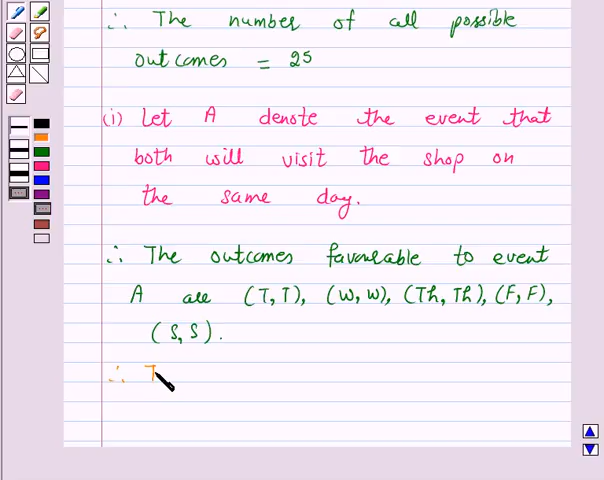 ∴ The number of all possible
outcomes = 25
(i) Let A denote the event that
both will visit the shop on
the same day.
∴ The outcomes favourable to event
A are (T, T), (W, W), (Th, Th), (F, F),
(S, S).
∴ T